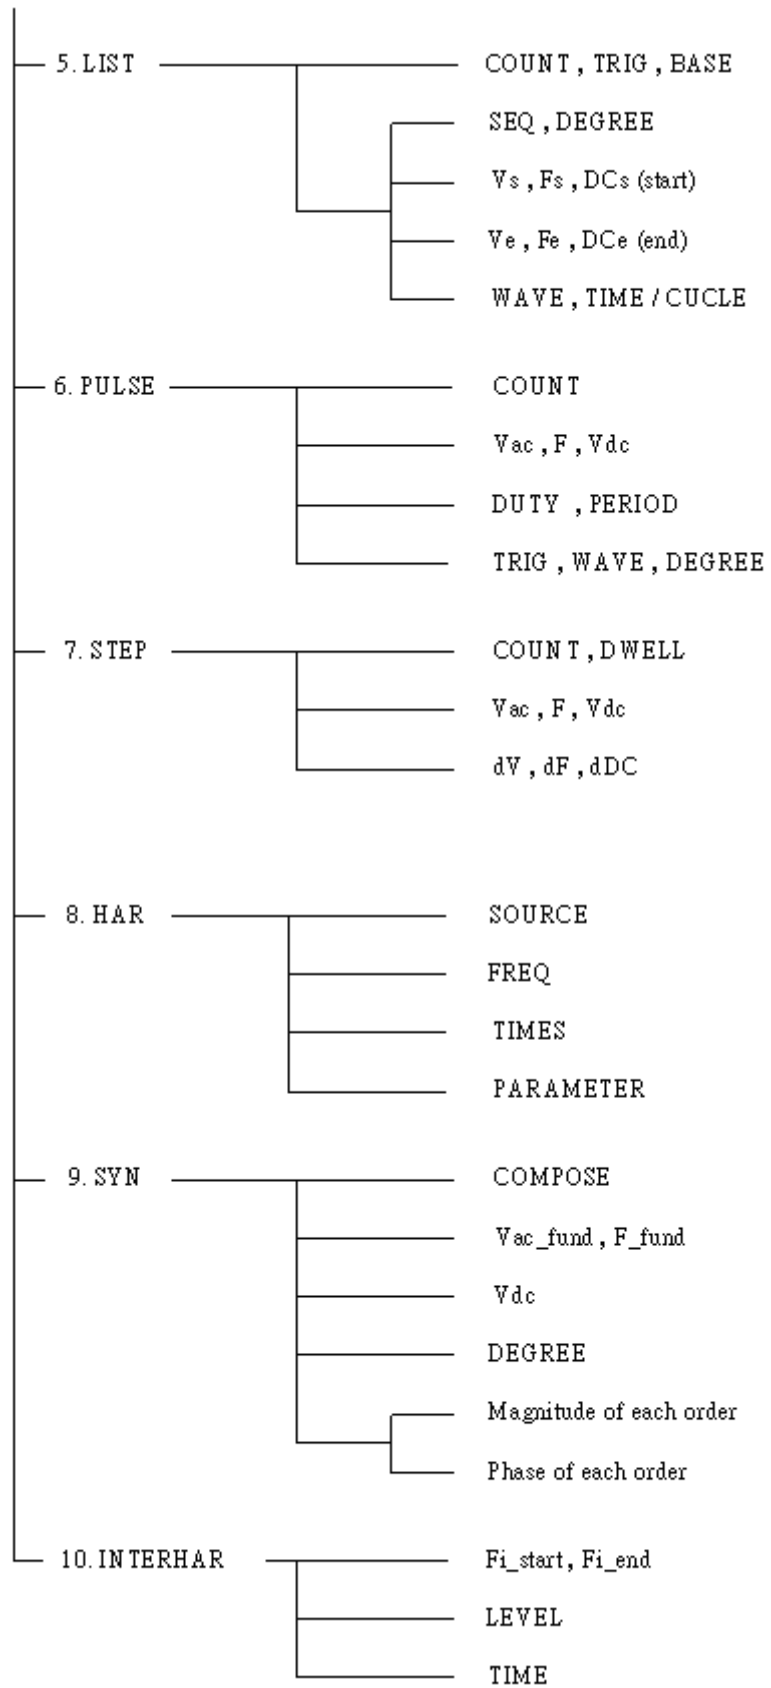 5. LIST COUNT , TRIG , BASE
SEQ , DEGREE
Vs , Fs , DCs (start)
Ve , Fe , DCe (end)
WAVE , TIME / CUCLE
6. PULSE COUNT
Vac , F , Vdc
DUTY , PERIOD
TRIG , WAVE , DEGREE
7. STEP COUNT , DWELL
Vac , F , Vdc
dV , dF , dDC
8. HAR SOURCE
FREQ
TIMES
PARAMETER
9. SYN COMPOSE
Vac_fund , F_fund
Vdc
DEGREE
Magnitude of each order
Phase of each order
10. INTERHAR Fi_start, Fi_end
LEVEL
TIME